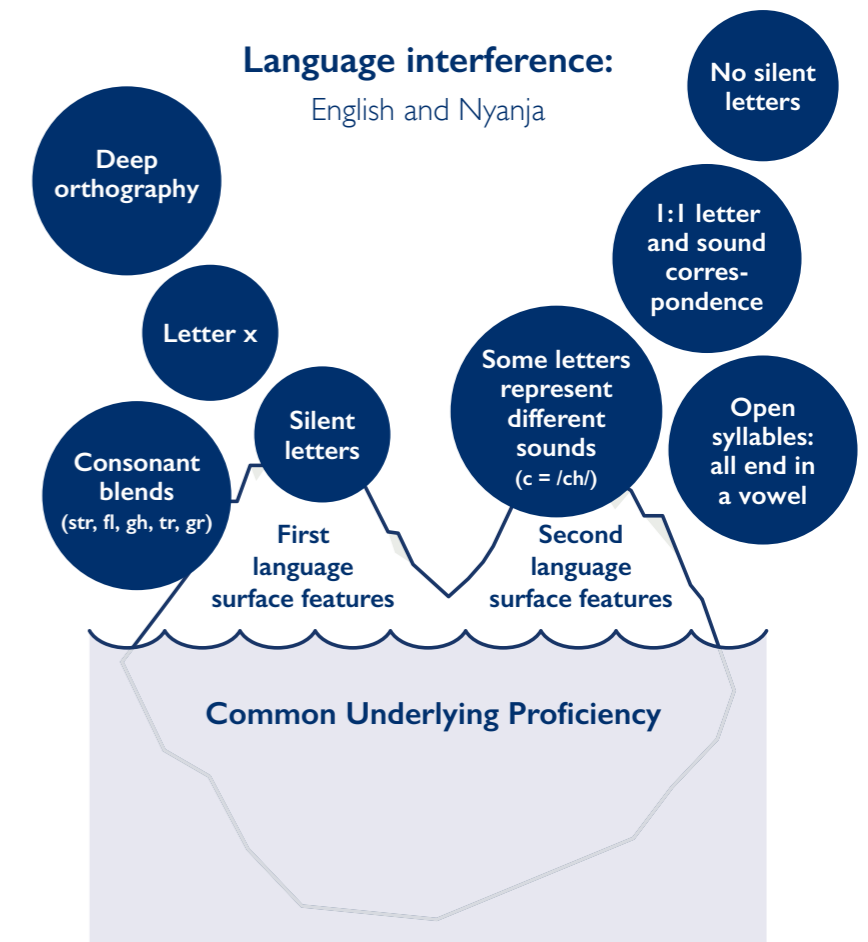 Language interference:
English and Nyanja
Deep
orthography
Letter x
Silent
letters
Consonant
blends
(str, fl, gh, tr, gr)
No silent
letters
1:1 letter
and sound
corres-
pondence
Some letters
represent
different
sounds
(c = /ch/)
Open
syllables:
all end in
a vowel
First
language
surface features
Second
language
surface features
Common Underlying Proficiency